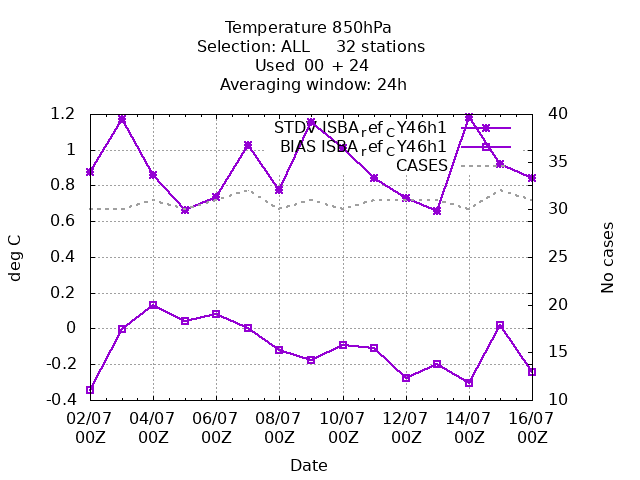 Temperature 850hPa
Selection: ALL     32 stations
Used  00 + 24
Averaging window: 24h
STDV ISBA_ref_CY46h1
BIAS ISBA_ref_CY46h1
CASES
1.2
1
0.8
0.6
0.4
0.2
0
-0.2
-0.4
deg C
40
35
30
25
20
15
10
No cases
02/07 04/07 06/07 08/07 10/07 12/07 14/07 16/07
00Z 00Z 00Z 00Z 00Z 00Z 00Z 00Z
Date